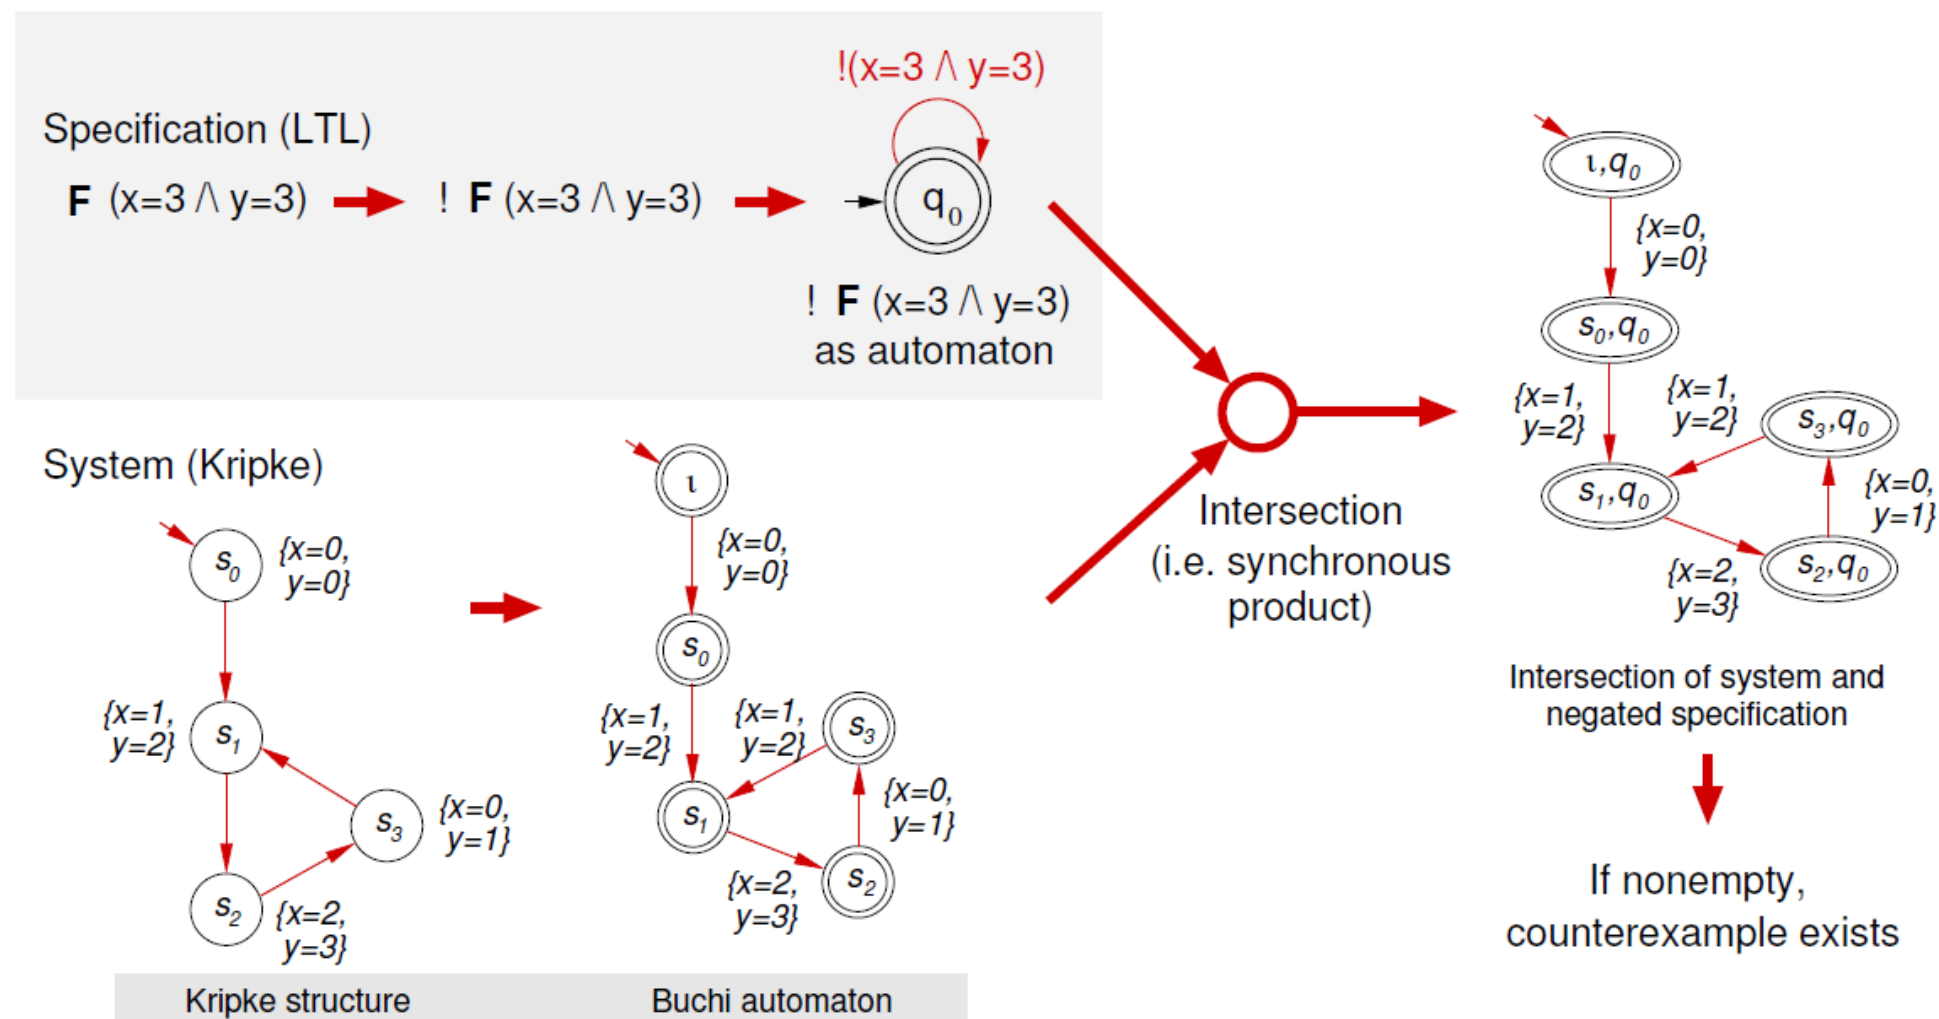 !(x=3 /\ y=3)
Specification (LTL)
F (x=3 /\ y=3)
! F (x=3 /\ y=3)
q0
! F (x=3 /\ y=3)
as automaton
System (Kripke)
s0
{x=0,
y=0}
{x=1,
y=2}
s1
s3
{x=0,
y=1}
s2
{x=2,
y=3}
Kripke structure
ι
{x=0,
y=0}
s0
{x=1,
y=2}
{x=1,
y=2}
s3
s1
{x=0,
y=1}
{x=2,
y=3}
s2
Buchi automaton
Intersection
(i.e. synchronous
product)
ι,q0
{x=0,
y=0}
s0,q0
{x=1,
y=2}
{x=1,
y=2}
s3,q0
s1,q0
{x=0,
y=1}
{x=2,
y=3}
s2,q0
Intersection of system and
negated specification
If nonempty,
counterexample exists